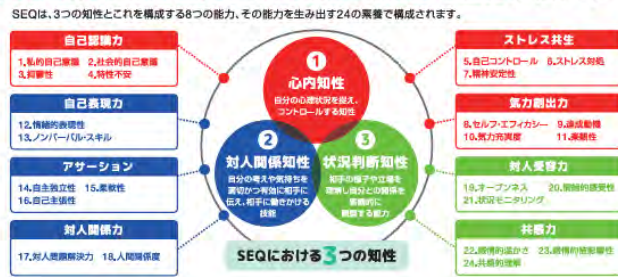 SEQは、3つの知性とこれを構成する8つの能力、その能力を生み出す24の素養で構成されます。
自己認識力
1.私的自己意識 2.社会的自己意識
3.抑鬱性 4.特性不安
自己表現力
12.情緒的表現性
13.ノンバーバル・スキル
アサーション
14.自主独立性 15.柔軟性
16.自己主張性
対人関係力
17.対人問題解決力 18.人間関係度
1
心内知性
自分の心理状況を捉え、
コントロールする知性
2
対人関係知性
自分の考えや気持ちを
適切かつ有効に相手に
伝え、相手に働きかける
技能
3
状況判断知性
相手の様子や立場を
理解し自分との関係を
客観的に
観察する能力
SEQにおける3つの知性
ストレス共生
5.自己コントロール 6.ストレス対処
7.精神安定性
気力創出力
8.セルフ・エフィカシー 9.達成動機
10.気力充実度 11.楽観性
対人受容力
19.オープンネス 20.情緒的感受性
21.状況モニタリング
共感力
22.感情的温かさ 23.感情的被影響性
24.共感的理解